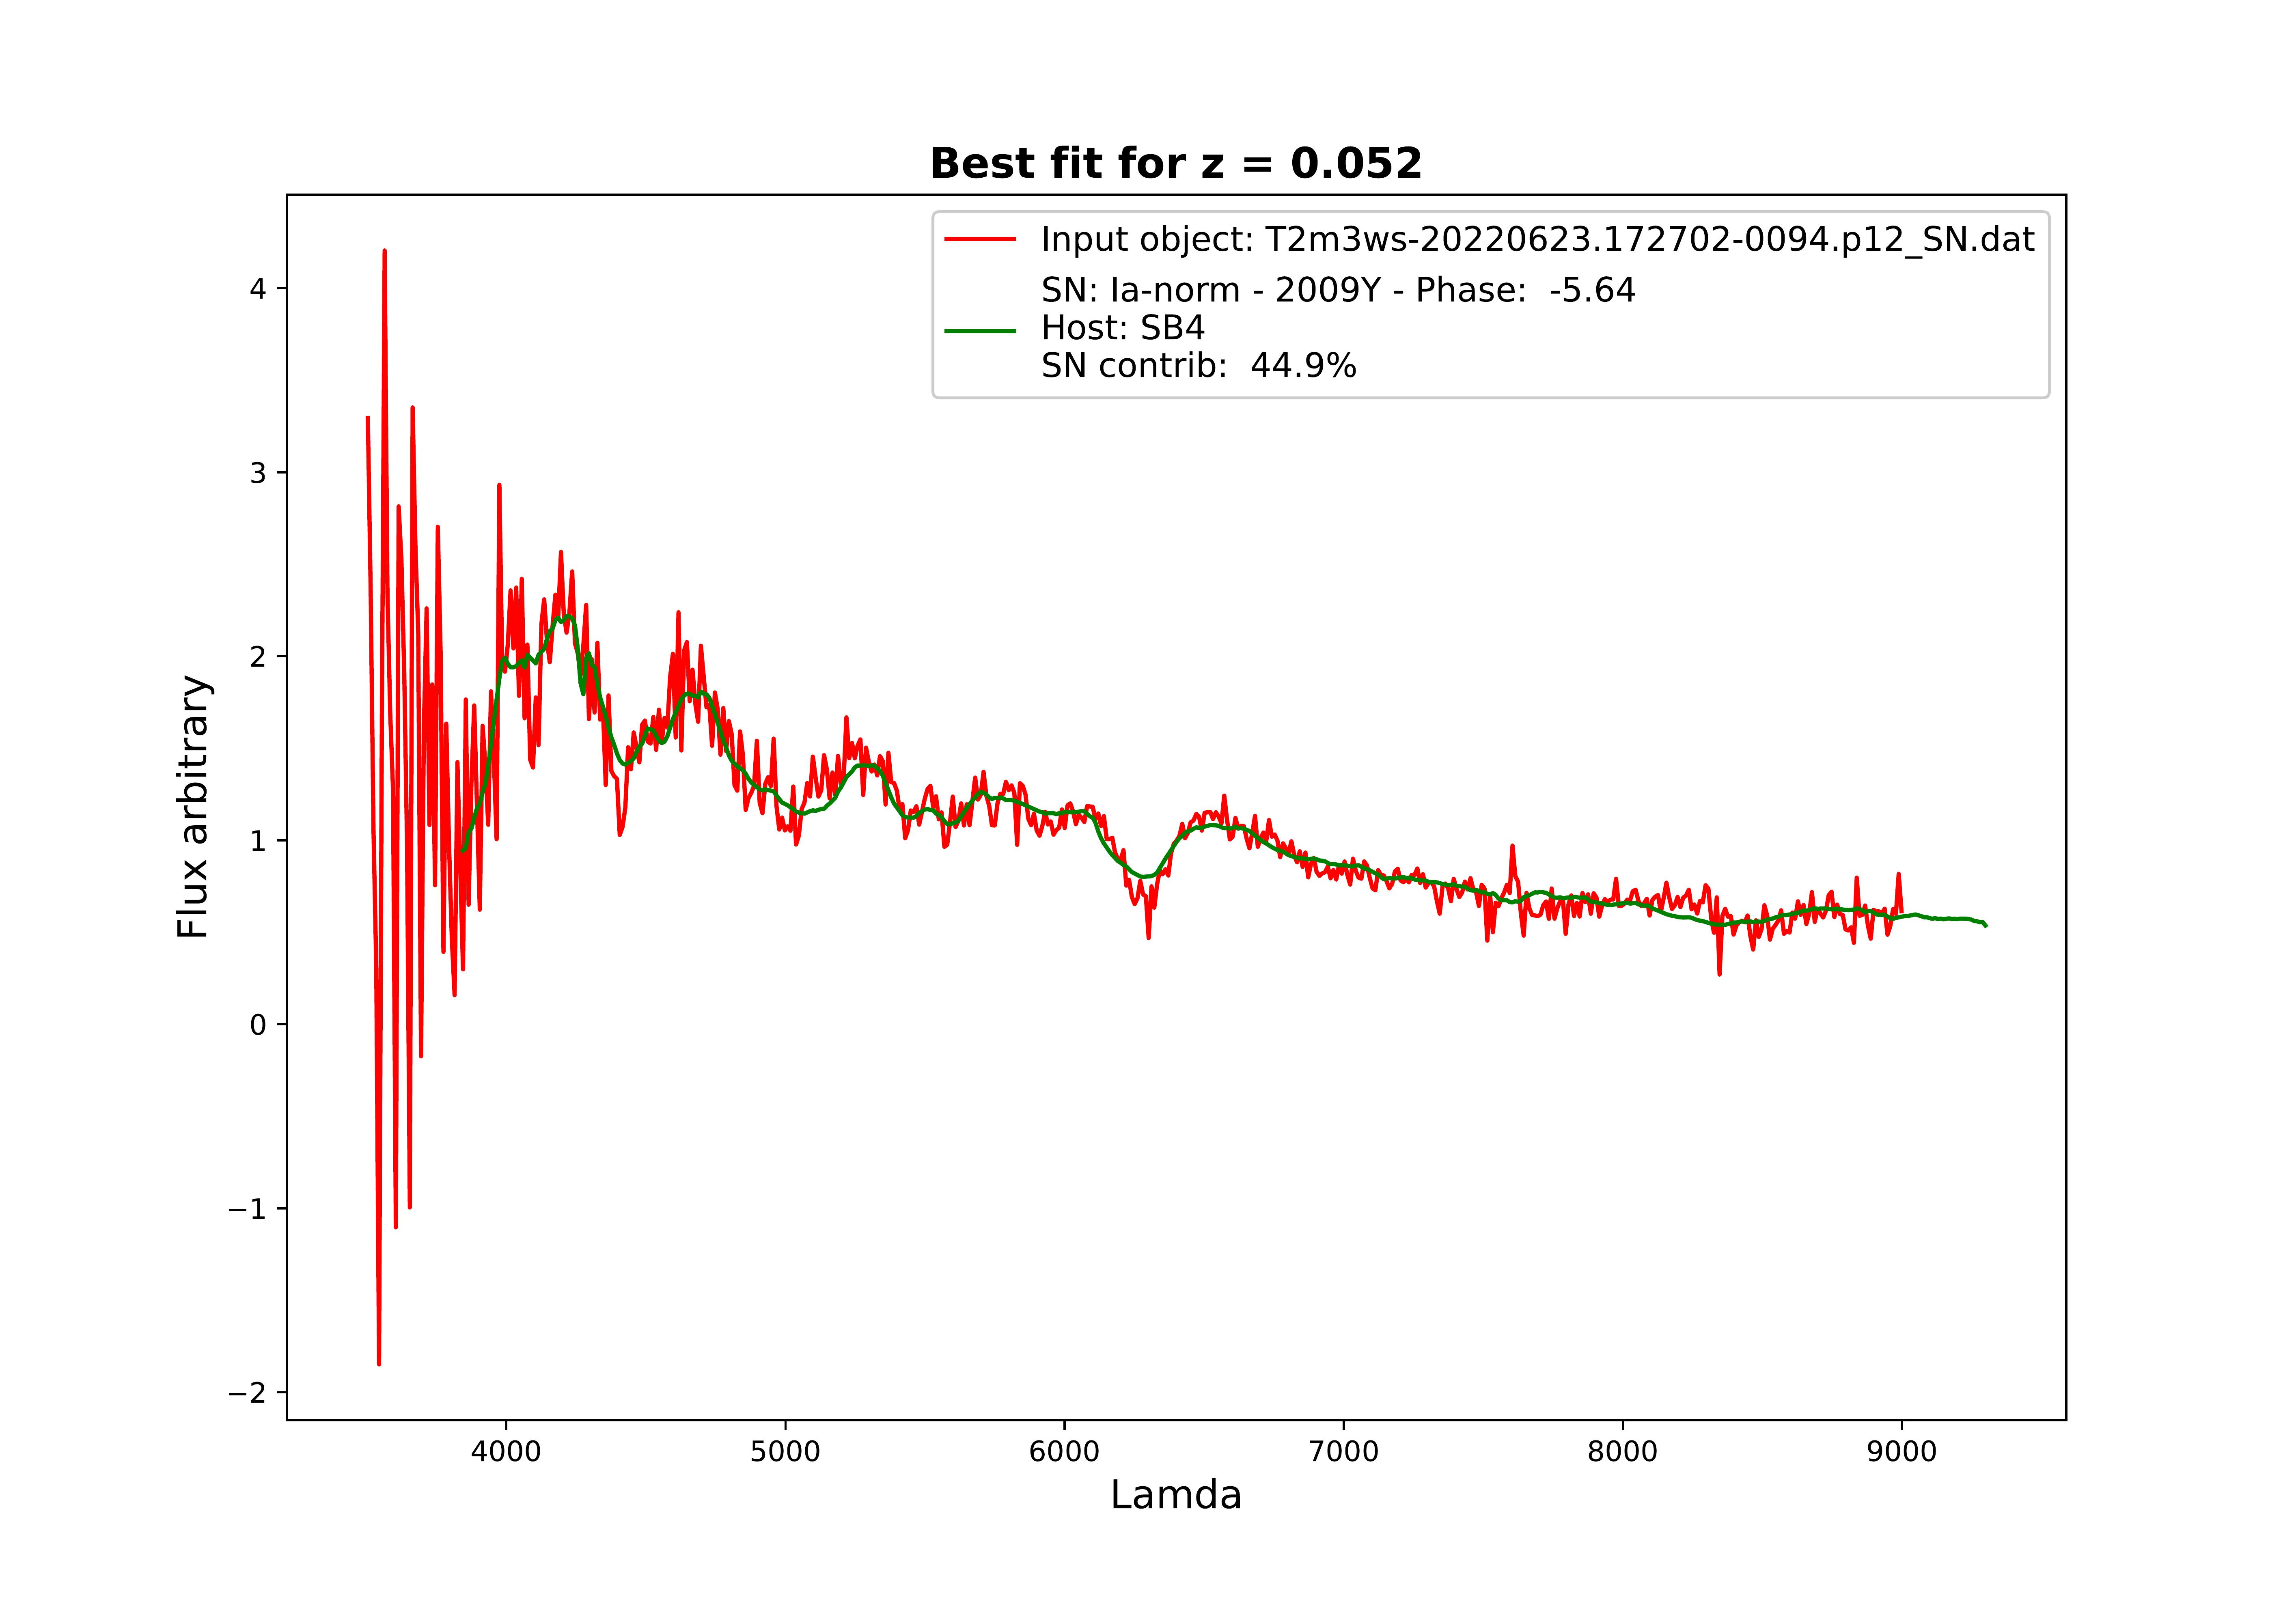 Best fit for z = 0.052
Input object: T2m3ws-20220623.172702-0094.p12_SN.dat
SN: Ia-norm - 2009Y - Phase:  -5.64
Host: SB4
SN contrib:  44.9%
Flux arbitrary
4
3
2
1
0
−1
−2
4000 5000 6000 7000 8000 9000
Lamda